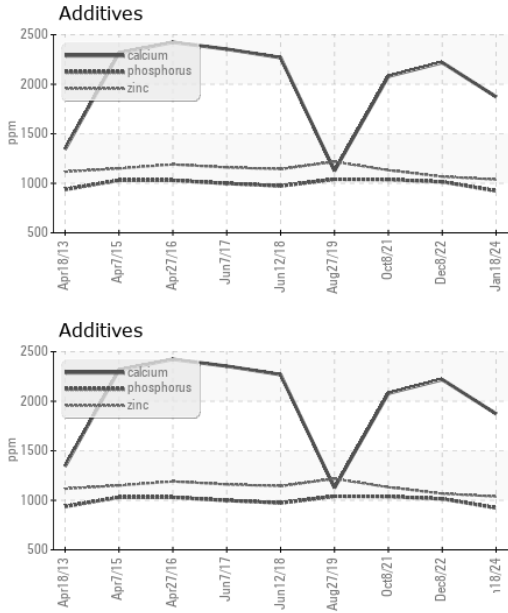 Additives
2500
calcium
phosphorus
2000
zinc
ppm
1500
1000
500
Apr18/13
Apr7/15
Apr27/16
Jun7/17
Jun12/18
Aug27/19
Oct8/21
Dec8/22
Jan18/24
Additives
2500
calcium
phosphorus
2000
zinc
ppm
1500
1000
500
Apr18/13
Apr7/15
Apr27/16
Jun7/17
Jun12/18
Aug27/19
Oct8/21
Dec8/22
18/24